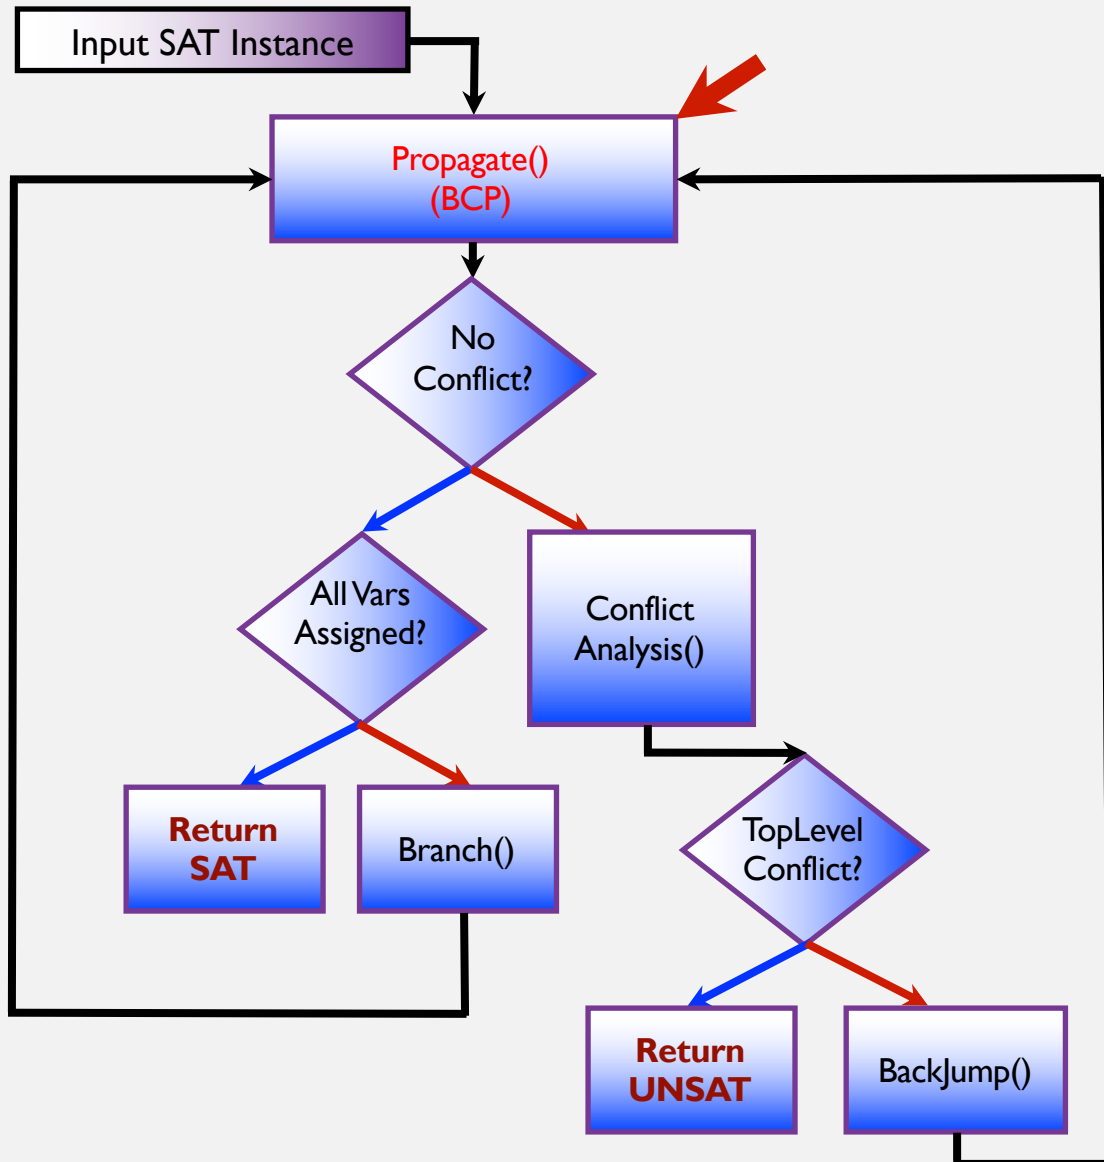 Input SAT Instance
Propagate()
(BCP)
No
Conflict?
All Vars
Assigned?
Conflict
Analysis()
Return
SAT
Branch()
TopLevel
Conflict?
Return
UNSAT
BackJump()